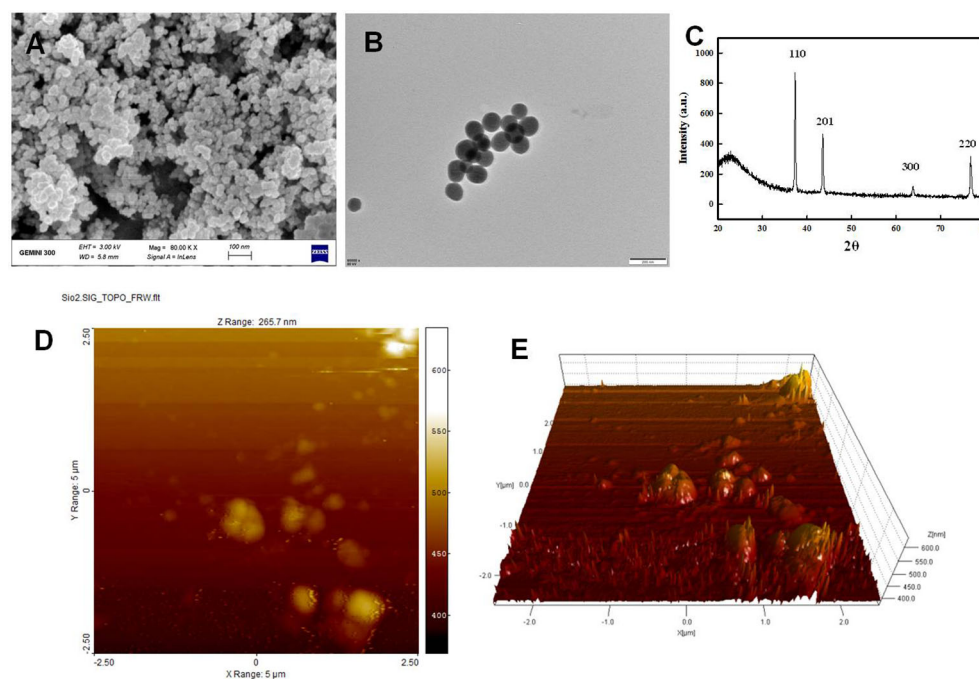 A
GEMINI 300
EHT = 3.00 kV
WD = 5.8 mm
Mag = 80.00 K X
Signal A = InLens
100 nm
ZEISS
B
C
Intensity (a.u.)
1000
800
600
400
200
0
110
201
300
220
20 30 40 50 60 70
2θ
Sio2.SIG_TOPO_FRW.flt
D
Z Range: 265.7 nm
Y Range: 5 µm
2.50
0
-2.50
-2.50 0 2.50
X Range: 5 µm
600
550
500
450
400
E
2.0
1.0
Y[µm] 0.0
-1.0
-2.0
-2.0 -1.0 0.0 1.0 2.0
X[µm]
Z[nm]
600.0
550.0
500.0
450.0
400.0